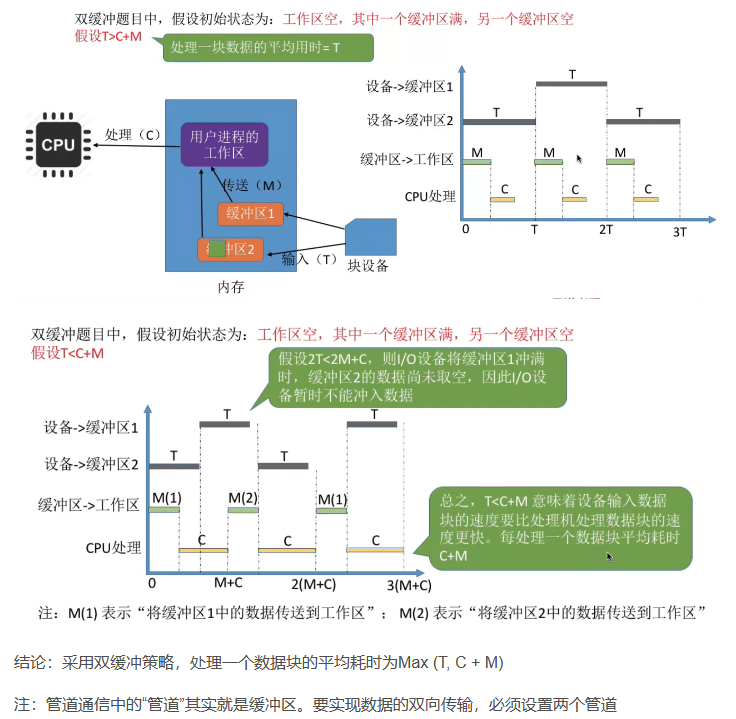 双缓冲题目中，假设初始状态为：工作区空，其中一个缓冲区满，另一个缓冲区空
假设T>C+M
处理一块数据的平均用时= T
CPU
处理（C）
用户进程的
工作区
传送（M）
缓冲区1
冲区2
输入（T）
块设备
内存
设备->缓冲区1
T
设备->缓冲区2
T
T
缓冲区->工作区
M
M
M
CPU处理
C
C
C
0
T
2T
3T
双缓冲题目中，假设初始状态为：工作区空，其中一个缓冲区满，另一个缓冲区空
假设T<C+M
假设2T<2M+C，则I/O设备将缓冲区1冲满
时，缓冲区2的数据尚未取空，因此I/O设
备暂时不能冲入数据
设备->缓冲区1
T
T
设备->缓冲区2
T
T
缓冲区->工作区
M(1)
M(2)
M(1)
CPU处理
C
C
C
0
M+C
2(M+C)
3(M+C)
总之，T<C+M 意味着设备输入数据
块的速度要比处理机处理数据块的速
度更快。每处理一个数据块平均耗时
C+M
注：M(1) 表示“将缓冲区1中的数据传送到工作区”； M(2) 表示“将缓冲区2中的数据传送到工作区”
结论：采用双缓冲策略，处理一个数据块的平均耗时为Max (T, C + M)
注：管道通信中的“管道”其实就是缓冲区。要实现数据的双向传输，必须设置两个管道